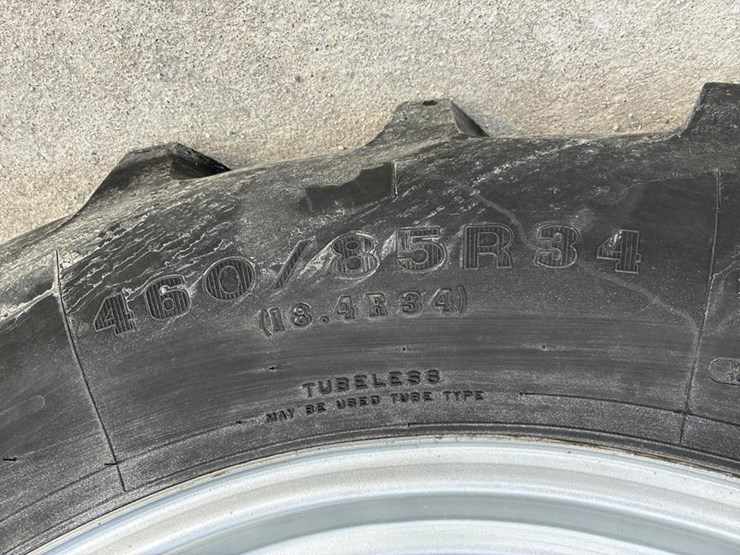 460/85R34
(18.4R34)
TUBELESS
MAY BE USED TUBE TYPE